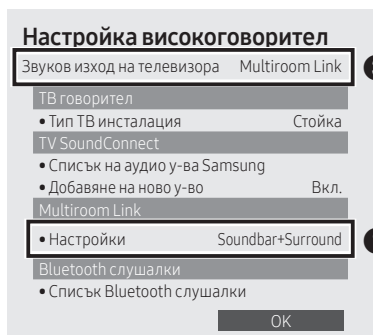 Настройка високоговорител
Звуков изход на телевизора Multiroom Link
ТВ говорител
• Тип ТВ инсталация Стойка
TV SoundConnect
• Списък на аудио у-ва Samsung
• Добавяне на ново у-во Вкл.
Multiroom Link
• Настройки Soundbar+Surround
Bluetooth слушалки
• Списък Bluetooth слушалки
OK